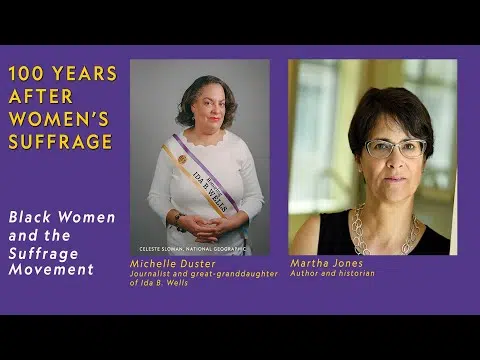 100 YEARS
AFTER
WOMEN'S
SUFFRAGE
Black Women
and the
Suffrage
Movement
IDA B. WELLS
CELESTE SLOMAN, NATIONAL GEOGRAPHIC
Michelle Duster
Journalist and great-granddaughter
of Ida B. Wells
Martha Jones
Author and historian